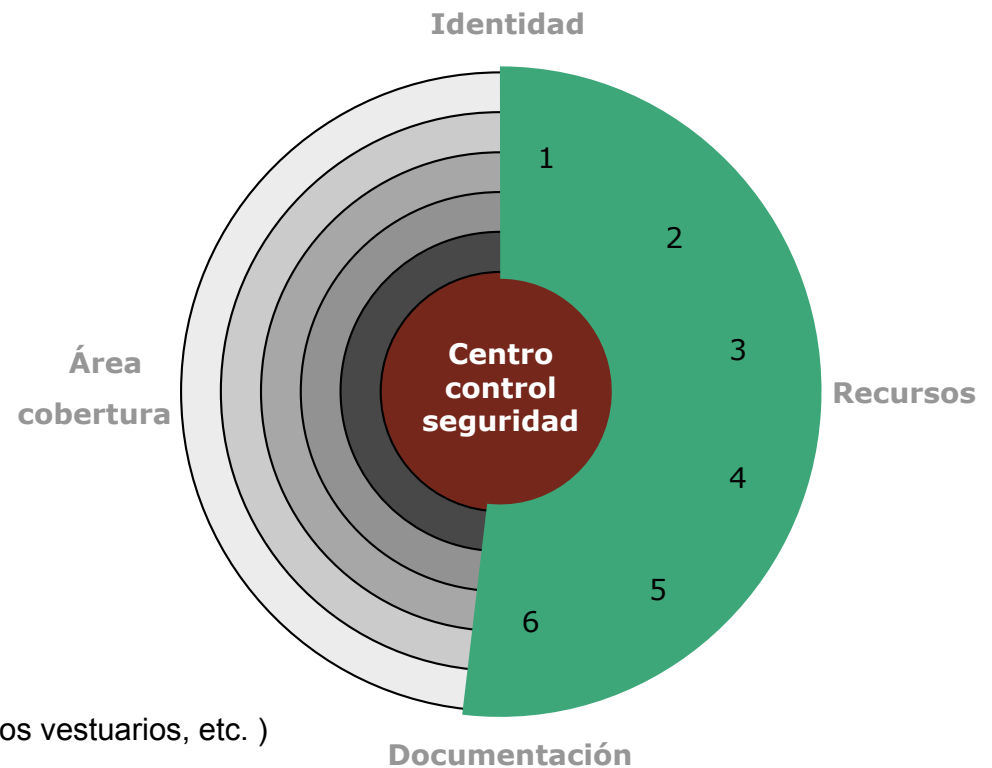 Identidad
1
2
3
4
5
6
Centro
control
seguridad
Área
cobertura
Recursos
os vestuarios, etc. )
Documentación